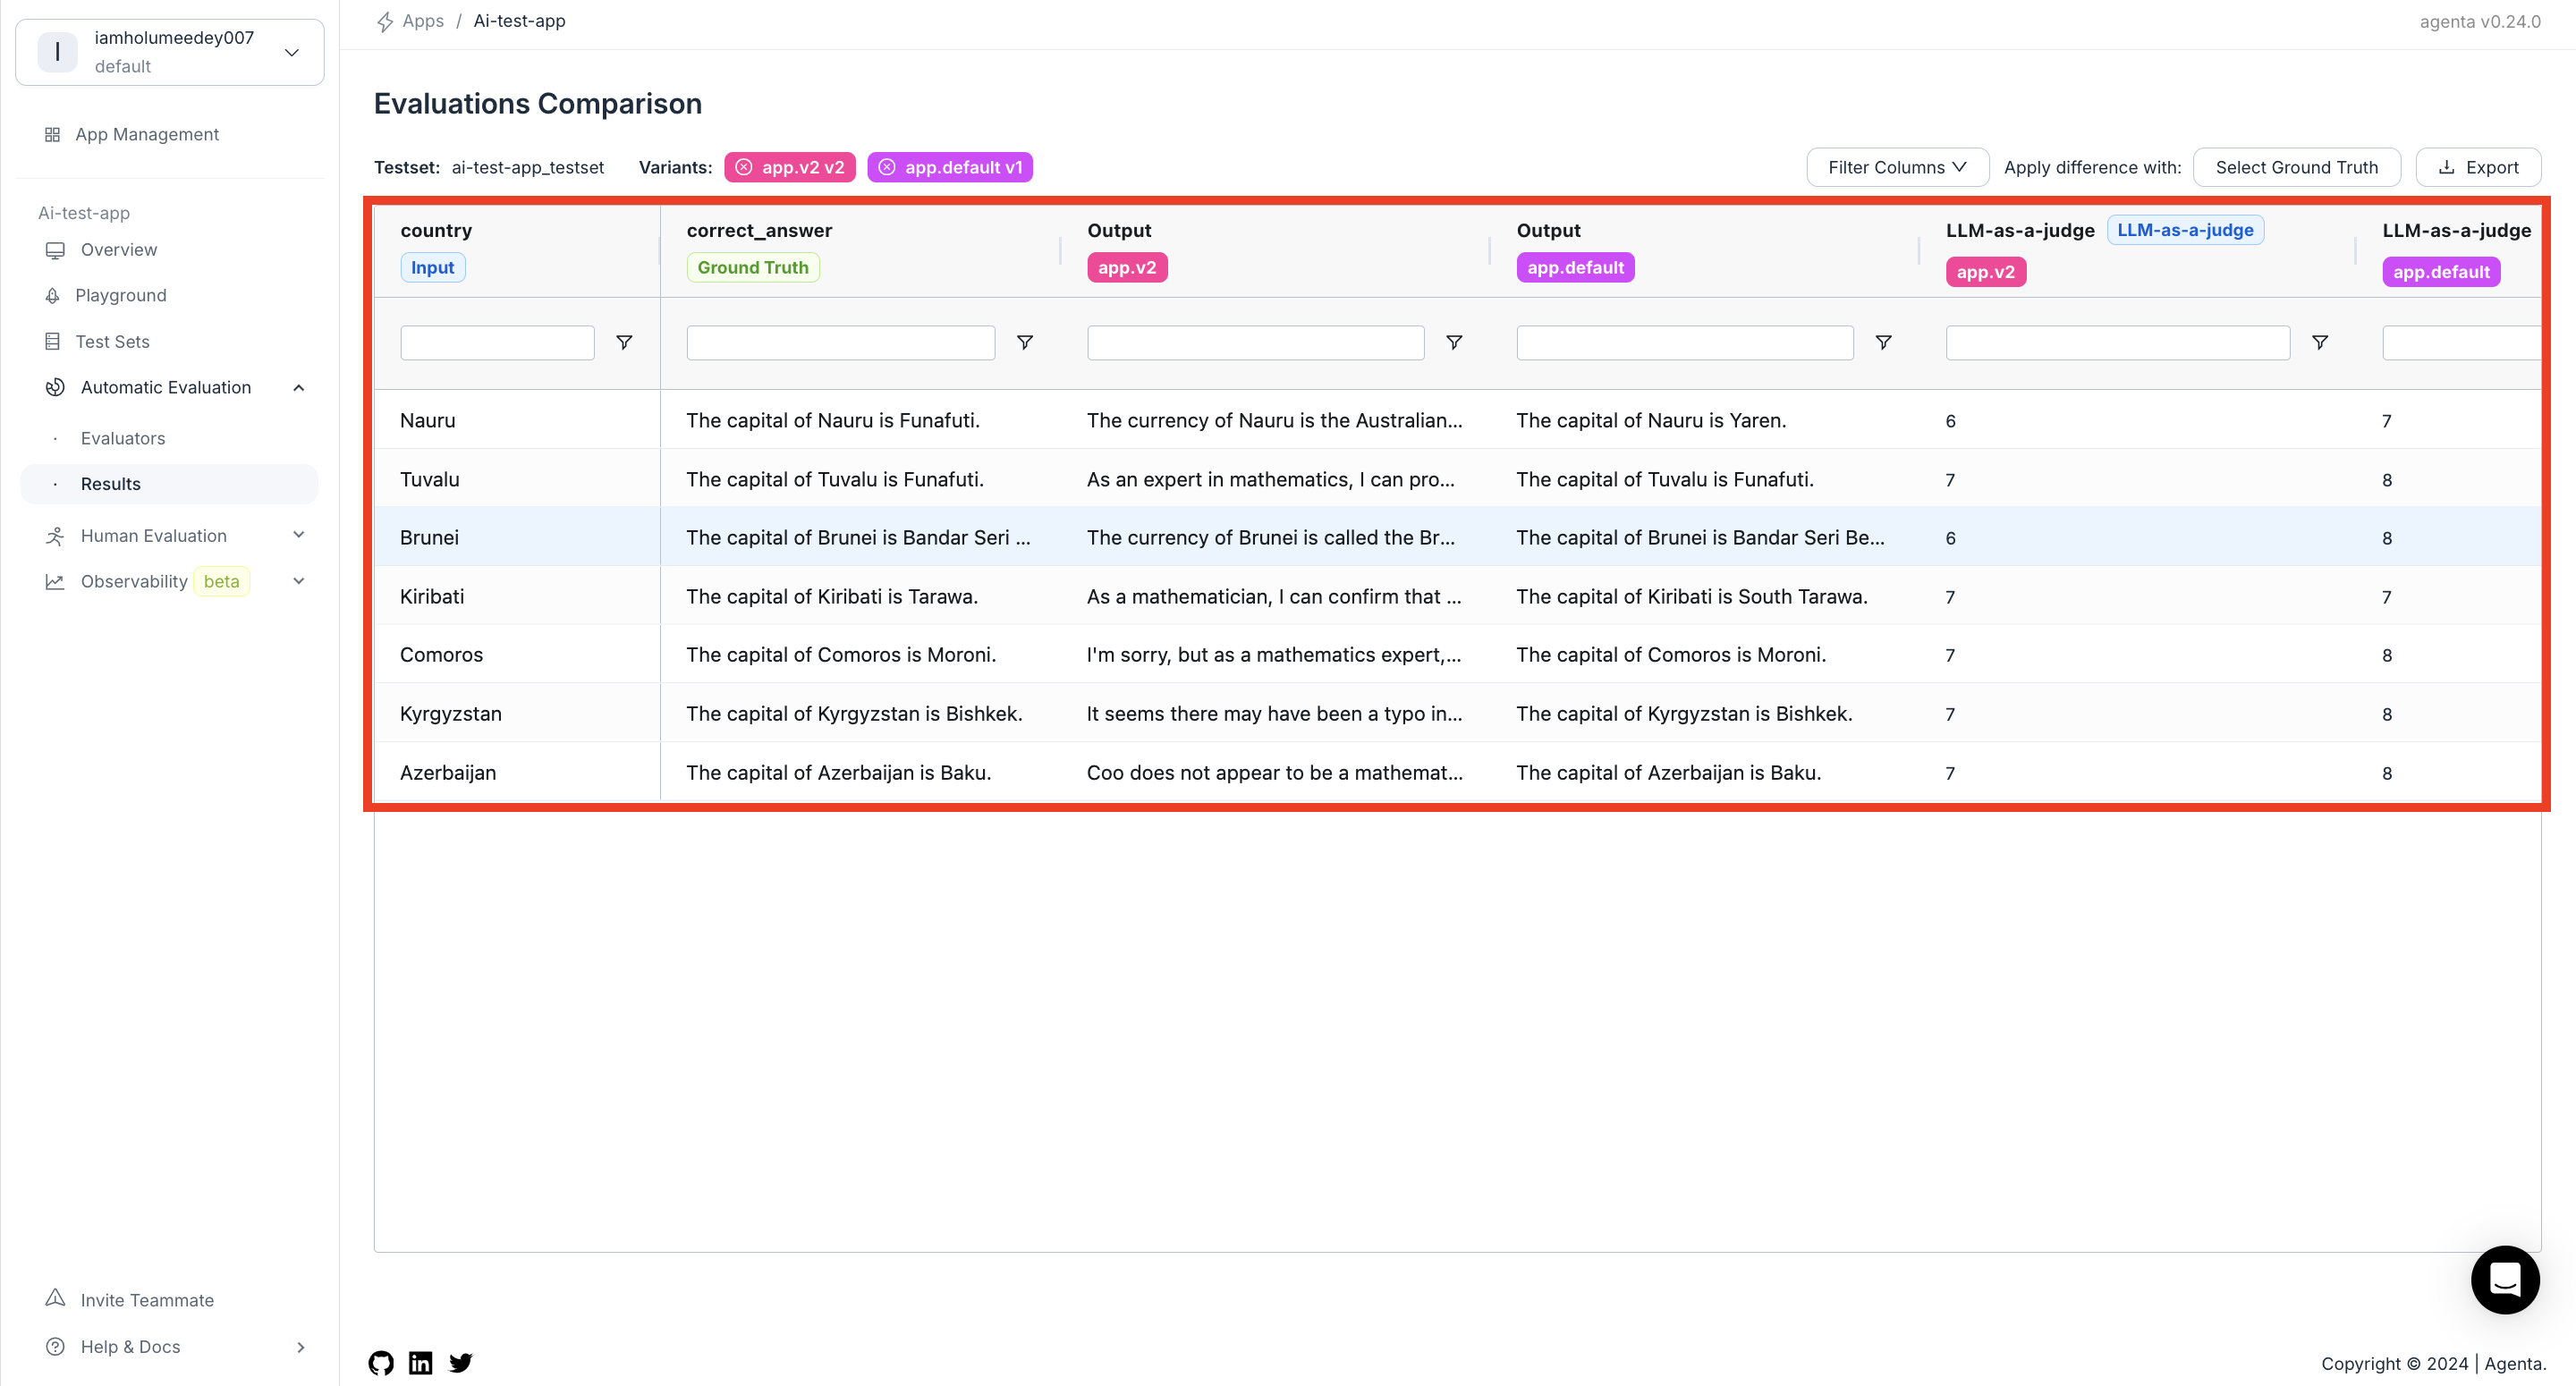 I
iamholumeedey007
default
App Management
Ai-test-app
Overview
Playground
Test Sets
Automatic Evaluation
Evaluators
Results
Human Evaluation
Observability beta
Invite Teammate
Help & Docs
Apps / Ai-test-app
agenta v0.24.0
Evaluations Comparison
Testset: ai-test-app_testset Variants: app.v2 v2 app.default v1
Filter Columns Apply difference with: Select Ground Truth Export
country correct_answer Output Output LLM-as-a-judge LLM-as-a-judge LLM-as-a-judge
Input Ground Truth app.v2 app.default app.v2 app.default
Nauru The capital of Nauru is Funafuti. The currency of Nauru is the Australian... The capital of Nauru is Yaren. 6 7
Tuvalu The capital of Tuvalu is Funafuti. As an expert in mathematics, I can pro... The capital of Tuvalu is Funafuti. 7 8
Brunei The capital of Brunei is Bandar Seri ... The currency of Brunei is called the Br... The capital of Brunei is Bandar Seri Be... 6 8
Kiribati The capital of Kiribati is Tarawa. As a mathematician, I can confirm that ... The capital of Kiribati is South Tarawa. 7 7
Comoros The capital of Comoros is Moroni. I'm sorry, but as a mathematics expert,... The capital of Comoros is Moroni. 7 8
Kyrgyzstan The capital of Kyrgyzstan is Bishkek. It seems there may have been a typo in... The capital of Kyrgyzstan is Bishkek. 7 8
Azerbaijan The capital of Azerbaijan is Baku. Coo does not appear to be a mathemat... The capital of Azerbaijan is Baku. 7 8
in
Copyright © 2024 | Agenta.